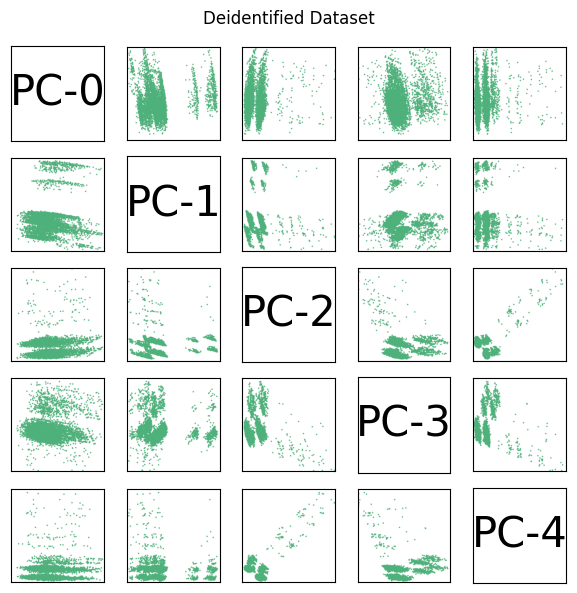 Deidentified Dataset
PC-0
PC-1
PC-2
PC-3
PC-4